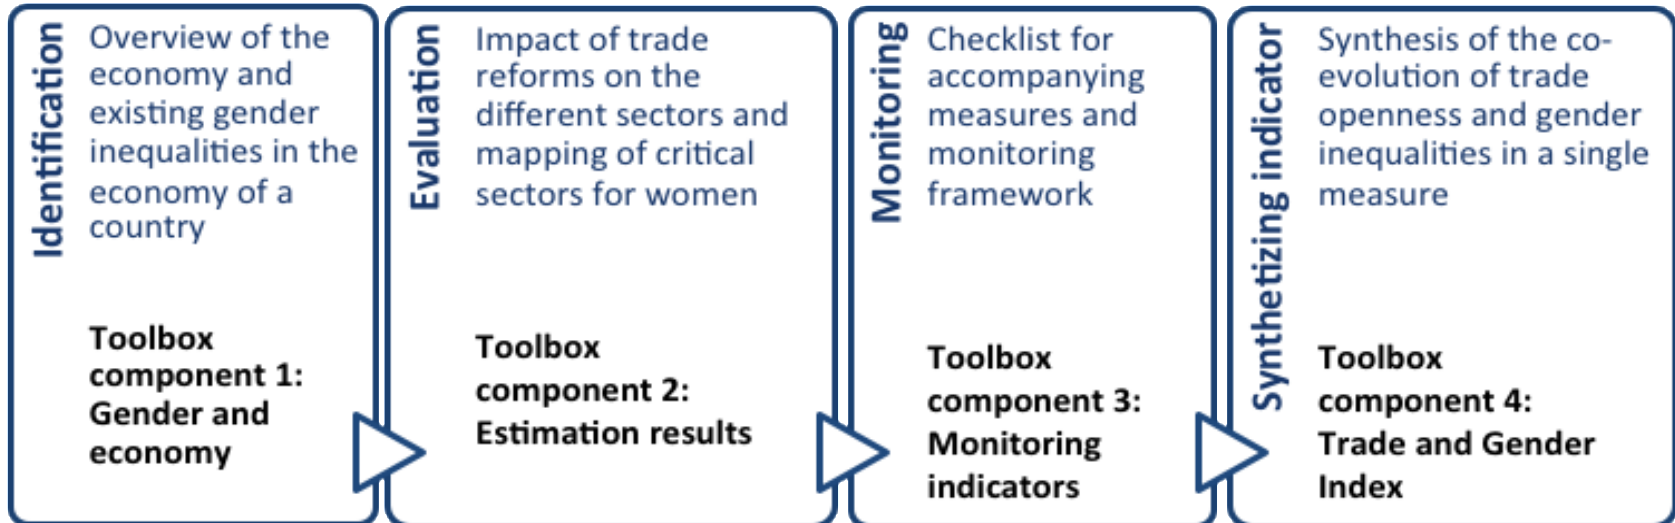 Identification
Overview of the
economy and
existing gender
inequalities in the
economy of a
country
Toolbox
component 1:
Gender and
economy
Evaluation
Impact of trade
reforms on the
different sectors and
mapping of critical
sectors for women
Toolbox
component 2:
Estimation results
Monitoring
Checklist for
accompanying
measures and
monitoring
framework
Toolbox
component 3:
Monitoring
indicators
Synthetizing indicator
Synthesis of the co-
evolution of trade
openness and gender
inequalities in a single
measure
Toolbox
component 4:
Trade and Gender
Index